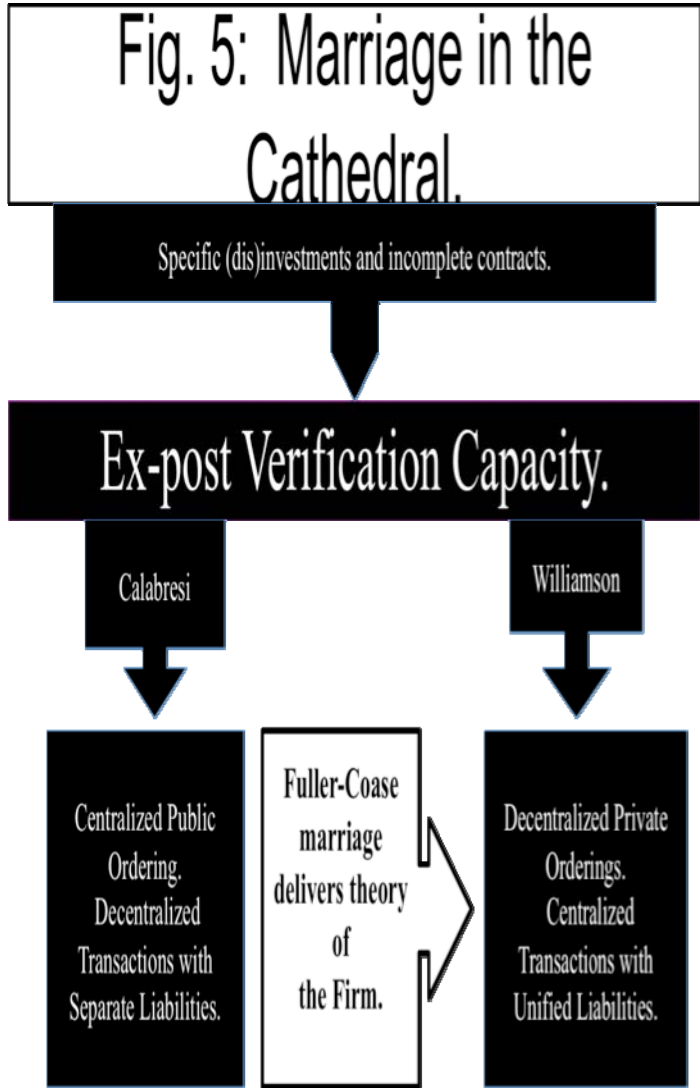 Fig. 5: Marriage in the
Cathedral.
Specific (dis)investments and incomplete contracts.
Ex-post Verification Capacity.
Calabresi
Williamson
Centralized Public
Ordering.
Decentralized
Transactions with
Separate Liabilities.
Fuller-Coase
marriage
delivers theory
of
the Firm.
Decentralized Private
Orderings.
Centralized
Transactions with
Unified Liabilities.